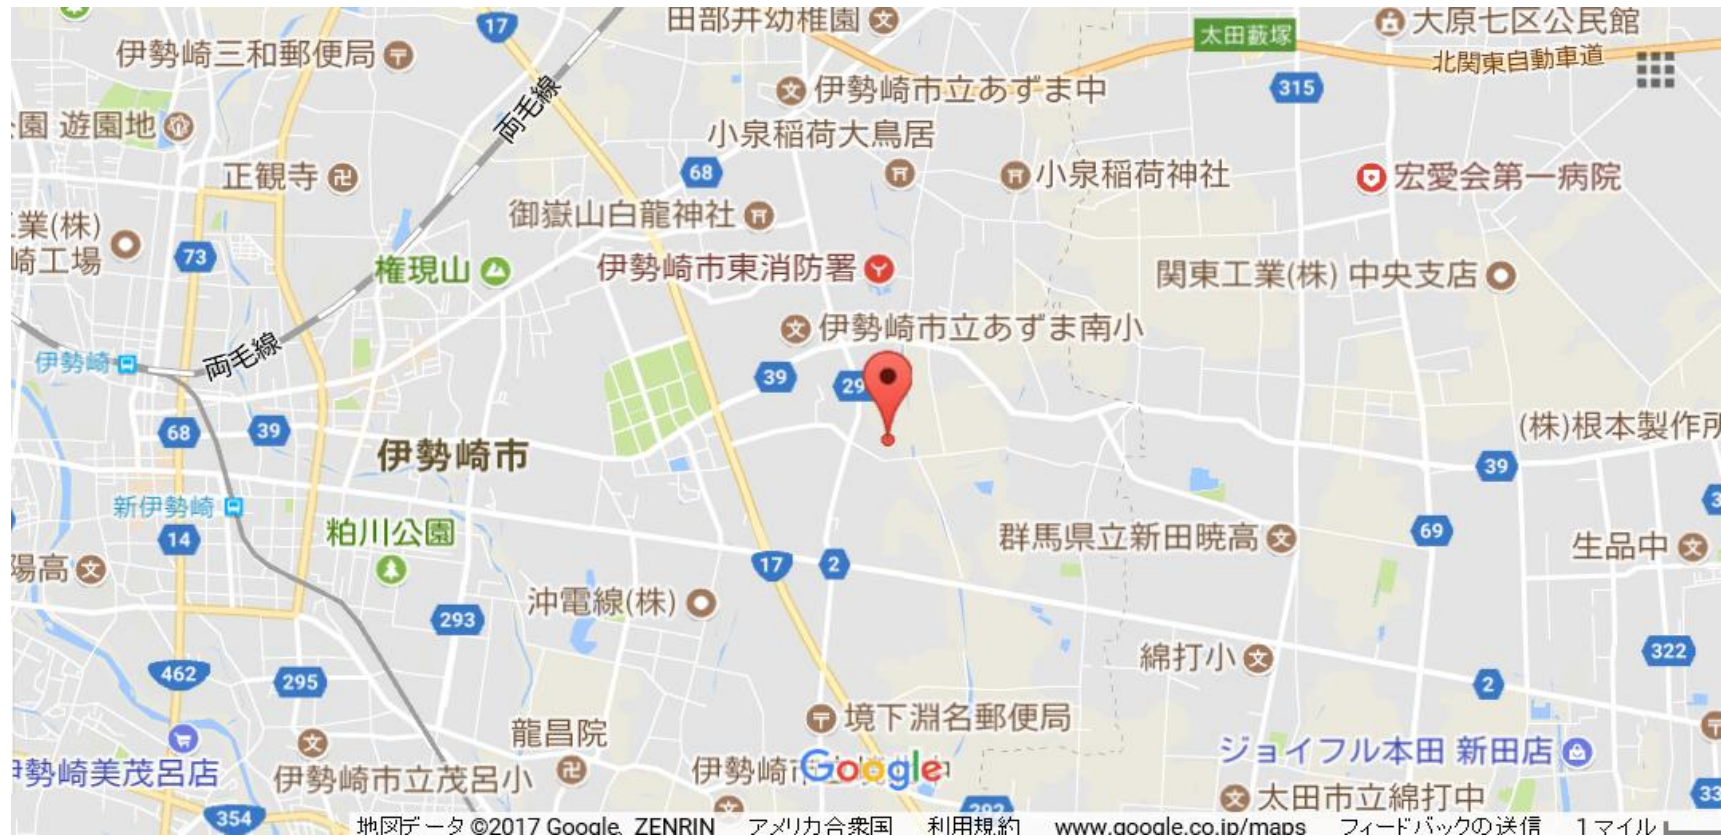 17
田部井幼稚園
太田藪塚
大原七区公民館
伊勢崎三和郵便局
北関東自動車道
両毛線
伊勢崎市立あずま中
315
園 遊園地
小泉稲荷大鳥居
正観寺
68
小泉稲荷神社
宏愛会第一病院
業(株)
崎工場
御嶽山白龍神社
73
権現山
伊勢崎市東消防署
関東工業(株) 中央支店
伊勢崎市立あずま南小
伊勢崎
両毛線
39
29
68
39
伊勢崎市
(株)根本製作所
39
新伊勢崎
14
粕川公園
群馬県立新田暁高
69
生品中
陽高
17
2
沖電線(株)
293
綿打小
322
462
295
2
龍昌院
境下淵名郵便局
ジョイフル本田 新田店
勢崎美茂呂店
伊勢崎市立茂呂小
伊勢崎市
Google
中
太田市立綿打中
33
354
292
地図データ ©2017 Google, ZENRIN アメリカ合衆国 利用規約 www.google.co.jp/maps フィードバックの送信 1 マイル